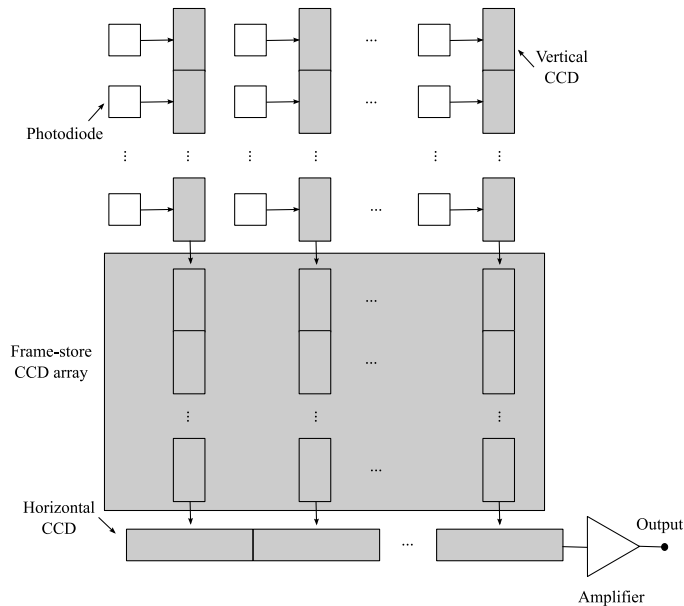 Vertical
CCD
Photodiode
Frame-store
CCD array
Horizontal
CCD
Output
Amplifier